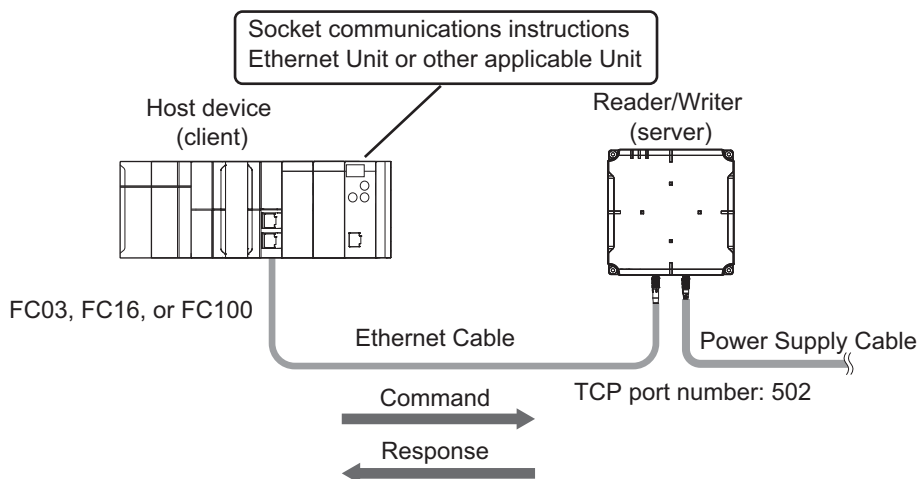 Socket communications instructions
Ethernet Unit or other applicable Unit
Host device
(client)
Reader/Writer
(server)
FC03, FC16, or FC100
Ethernet Cable
Power Supply Cable
TCP port number: 502
Command
Response